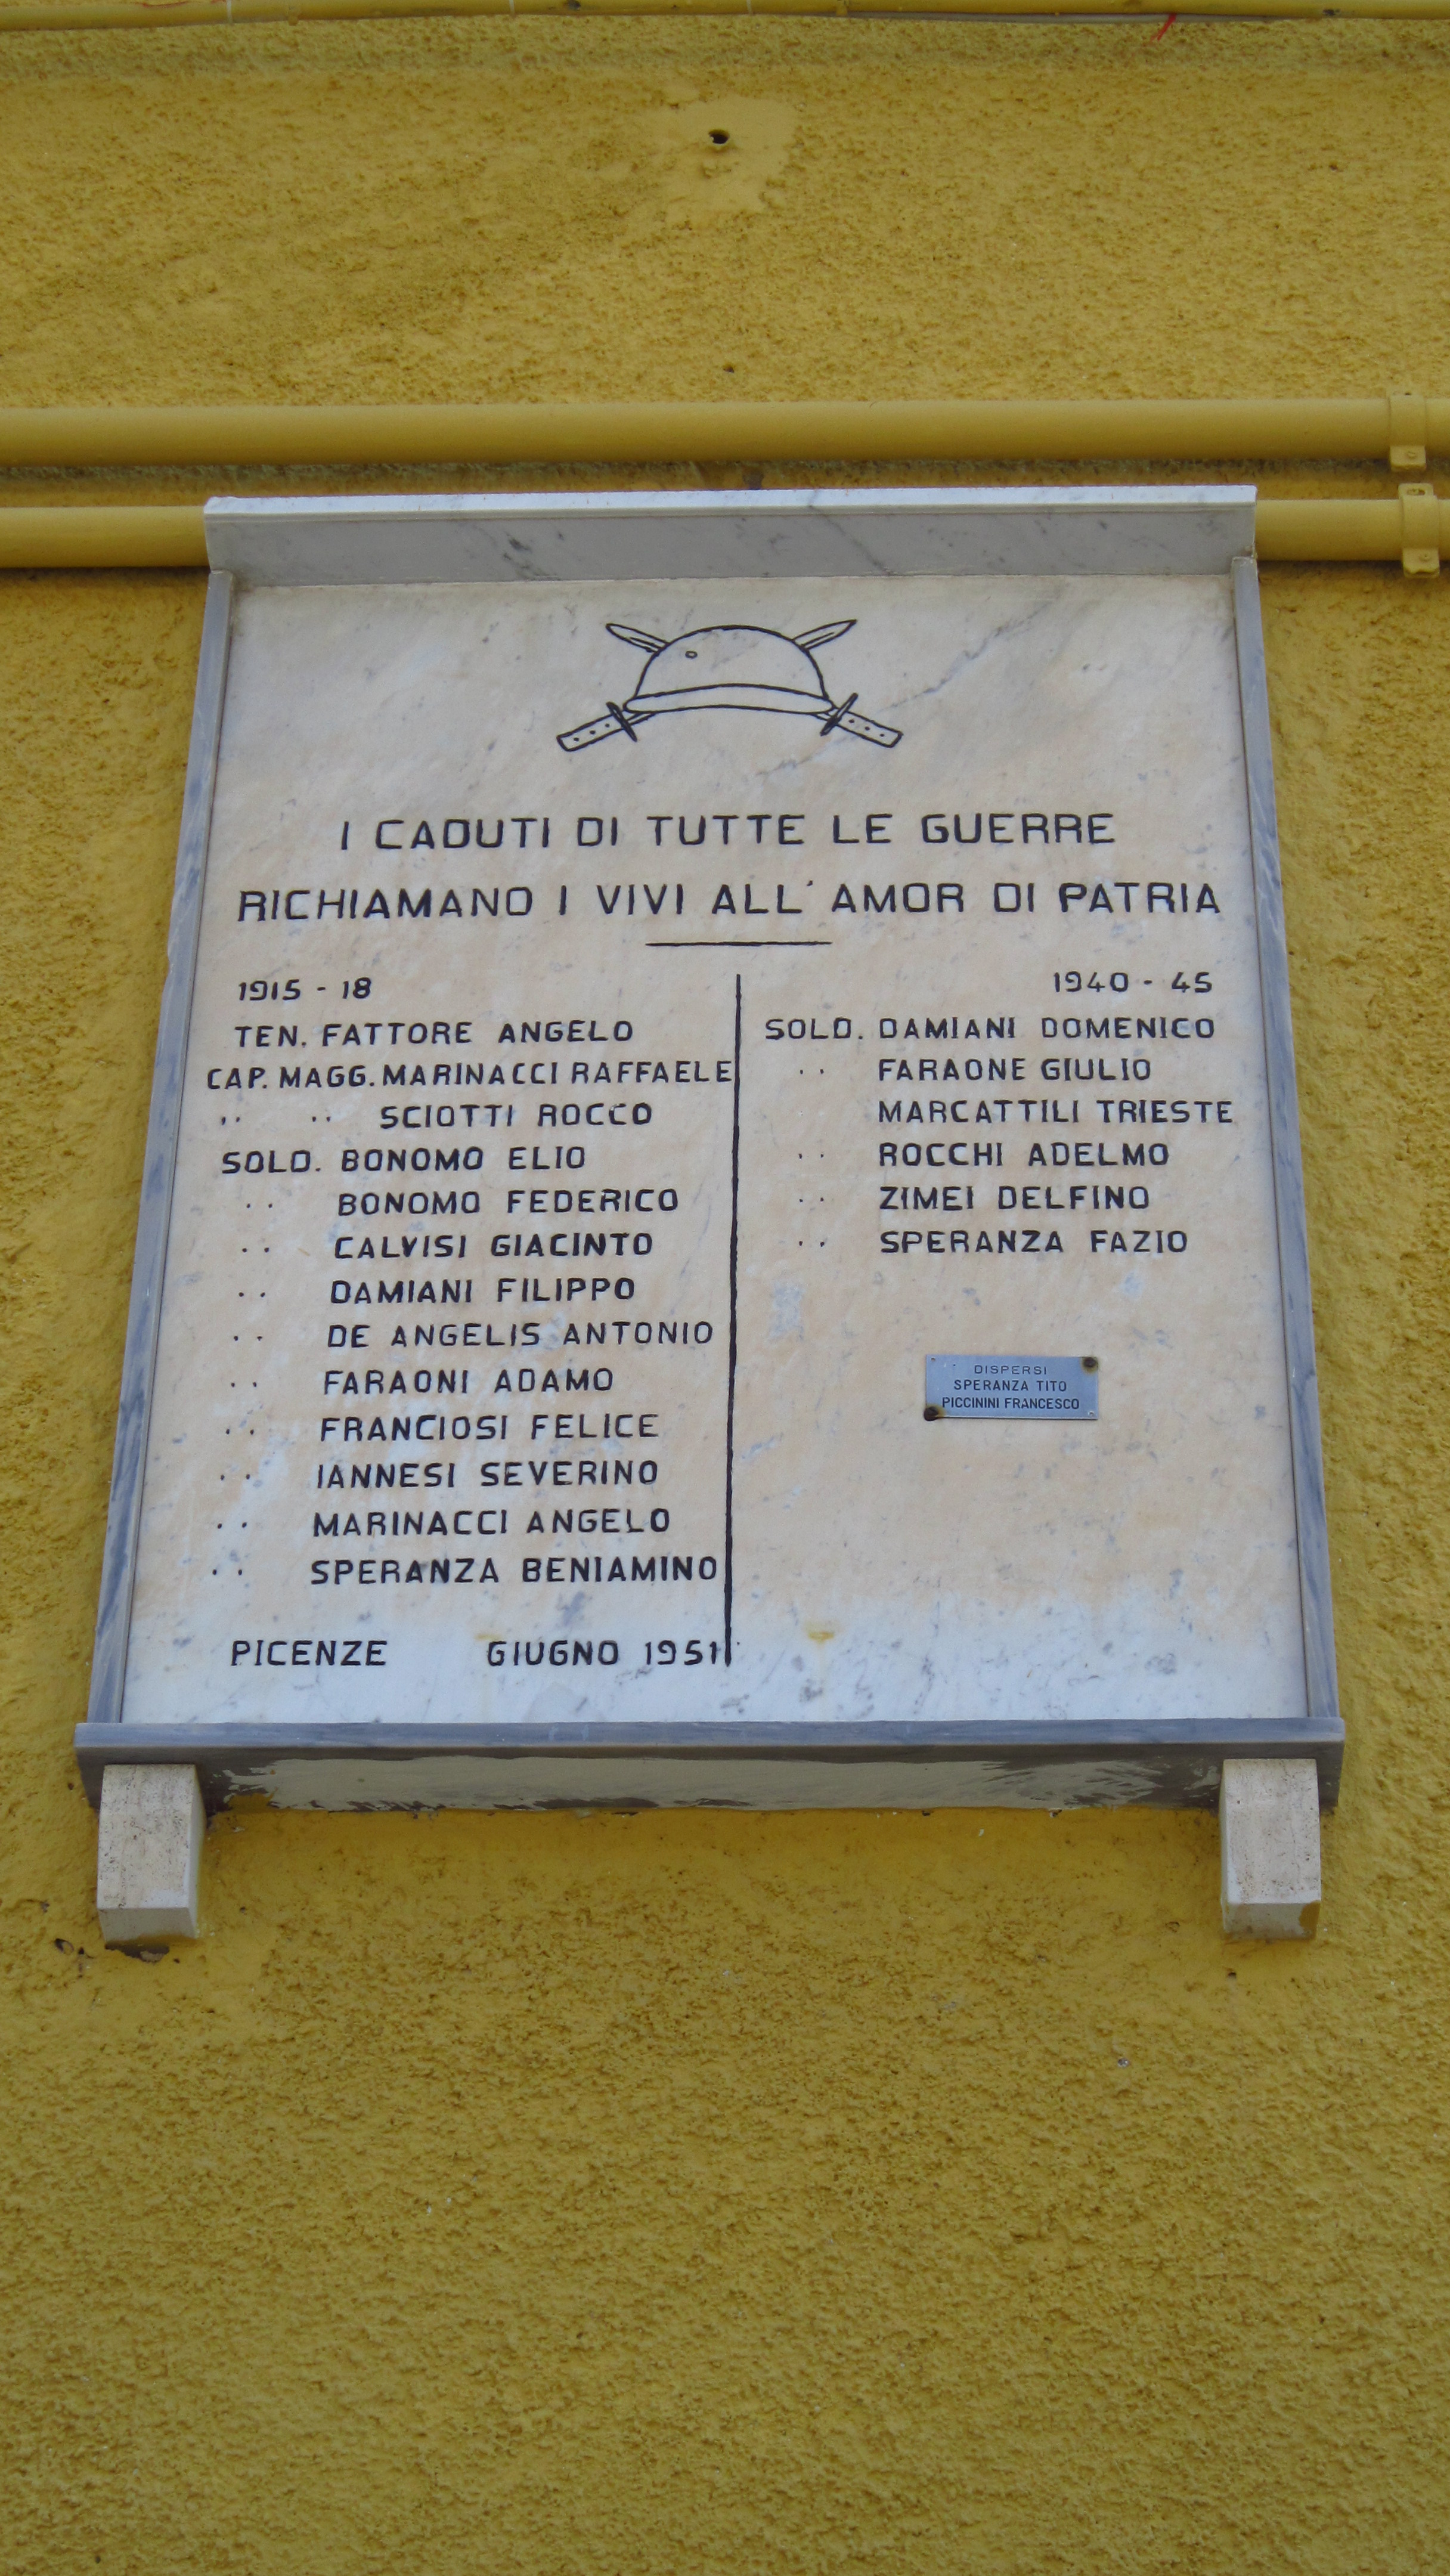 I CADUTI DI TUTTE LE GUERRE
RICHIAMANO I VIVI ALL'AMOR DI PATRIA
1915 - 18
TEN. FATTORE ANGELO
CAP. MAGG. MARINACCI RAFFAELE
·· ·· SCIOTTI ROCCO
SOLD. BONOMO ELIO
·· BONOMO FEDERICO
·· CALVISI GIACINTO
·· DAMIANI FILIPPO
·· DE ANGELIS ANTONIO
·· FARAONI ADAMO
·· FRANCIOSI FELICE
·· IANNESI SEVERINO
·· MARINACCI ANGELO
·· SPERANZA BENIAMINO
PICENZE GIUGNO 1951
1940 - 45
SOLD. DAMIANI DOMENICO
·· FARAONE GIULIO
MARCATTILI TRIESTE
·· ROCCHI ADELMO
·· ZIMEI DELFINO
·· SPERANZA FAZIO
DISPERSI
SPERANZA TITO
PICCININI FRANCESCO